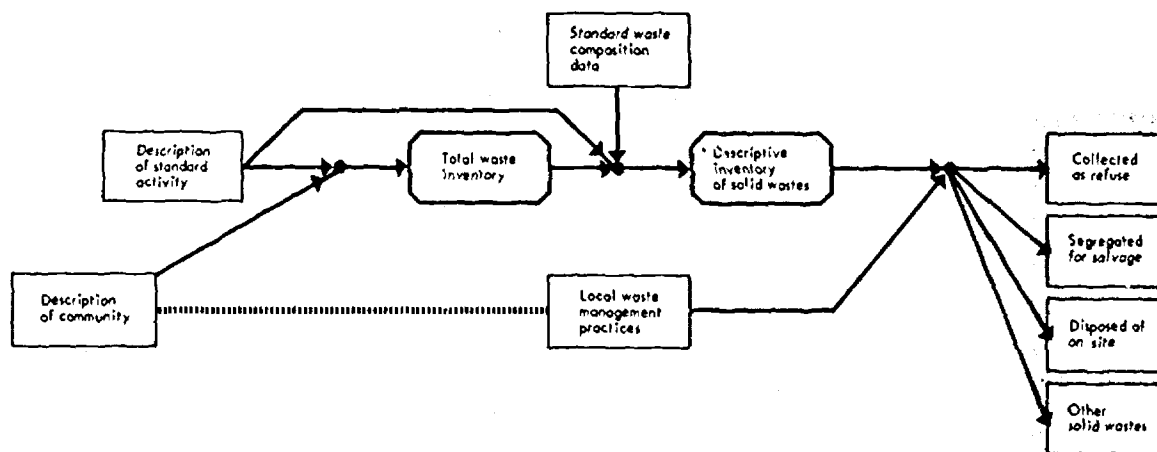 Standard waste
composition
data
Description
of standard
activity
Total waste
inventory
Descriptive
inventory
of solid wastes
Collected
as refuse
Segregated
for salvage
Description
of community
Local waste
management
practices
Disposed of
on site
Other
solid wastes